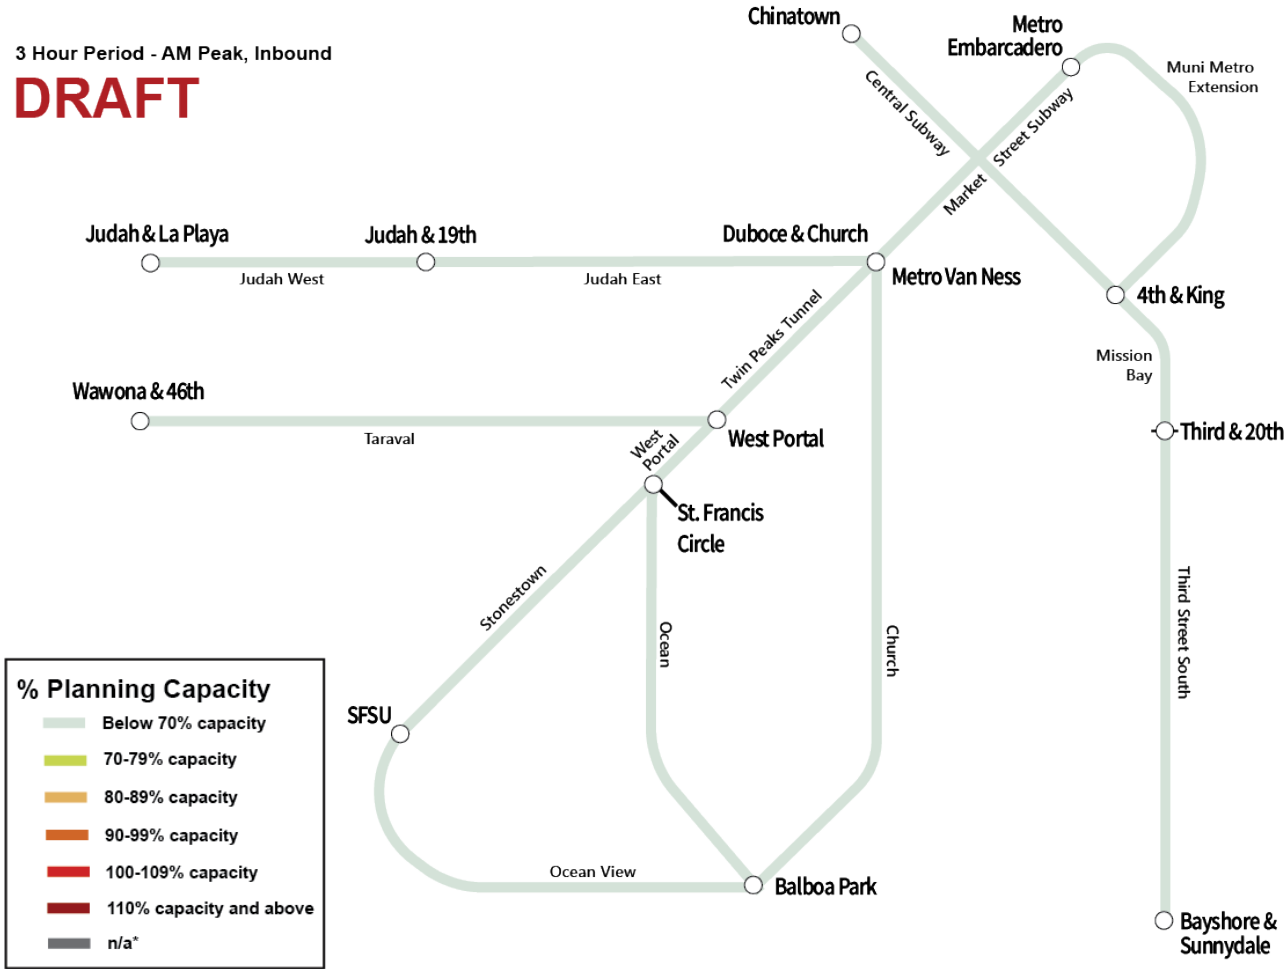 3 Hour Period - AM Peak, Inbound
DRAFT
Chinatown
Metro
Embarcadero
Muni Metro
Extension
Central Subway
Street Subway
Market
Judah & La Playa
Judah & 19th
Duboce & Church
Judah West
Judah East
Metro Van Ness
4th & King
Twin Peaks Tunnel
Mission
Bay
Wawona & 46th
Taraval
West Portal
West
Portal
Third & 20th
St. Francis
Circle
Stonestown
Ocean
Church
Third Street South
SFSU
Ocean View
Balboa Park
Bayshore &
Sunnydale
% Planning Capacity
Below 70% capacity
70-79% capacity
80-89% capacity
90-99% capacity
100-109% capacity
110% capacity and above
n/a*